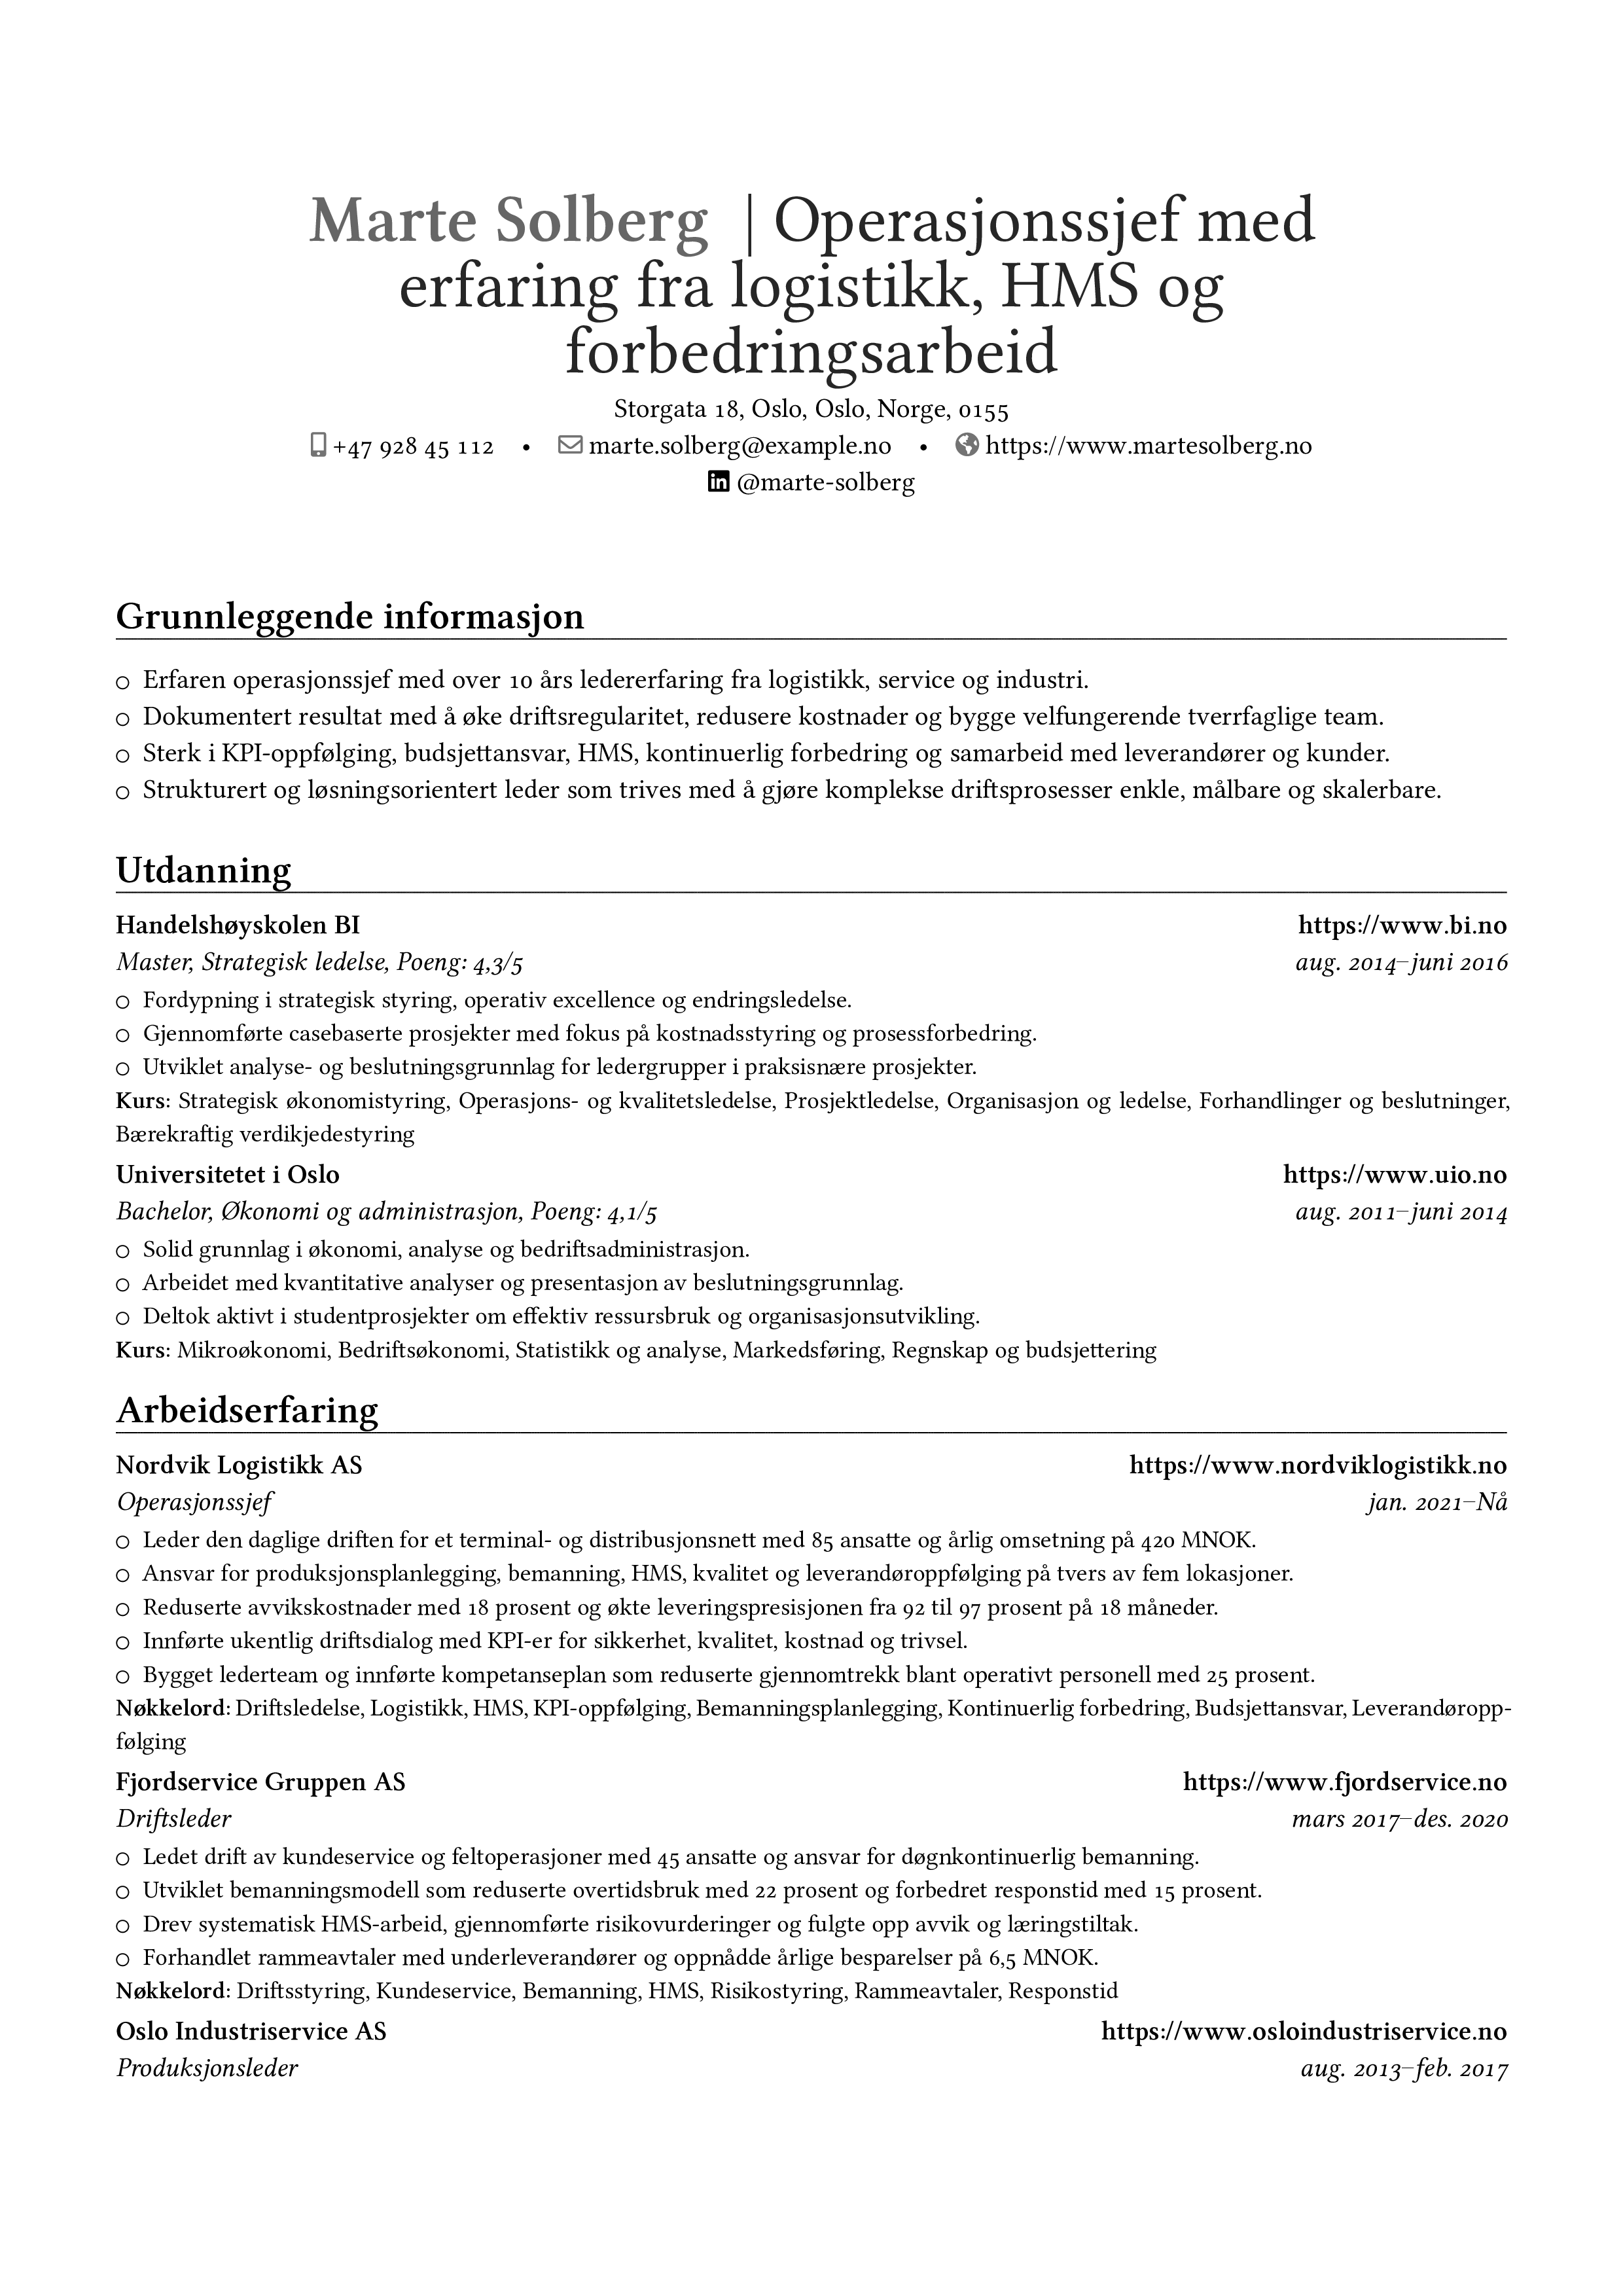 Marte Solberg | Operasjonssjef med
erfaring fra logistikk, HMS og
forbedringsarbeid
Storgata 18, Oslo, Oslo, Norge, 0155
+47 928 45 112 • marte.solberg@example.no • https://www.martesolberg.no
@marte-solberg
Grunnleggende informasjon
Erfaren operasjonssjef med over 10 års ledererfaring fra logistikk, service og industri.
Dokumentert resultat med å øke driftsregularitet, redusere kostnader og bygge velfungerende tverrfaglige team.
Sterk i KPI-oppfølging, budsjettansvar, HMS, kontinuerlig forbedring og samarbeid med leverandører og kunder.
Strukturert og løsningsorientert leder som trives med å gjøre komplekse driftsprosesser enkle, målbare og skalerbare.
Utdanning
Handelshøyskolen BI https://www.bi.no
Master, Strategisk ledelse, Poeng: 4,3/5 aug. 2014–juni 2016
Fordypning i strategisk styring, operativ excellence og endringsledelse.
Gjennomførte casebaserte prosjekter med fokus på kostnadsstyring og prosessforbedring.
Utviklet analyse- og beslutningsgrunnlag for ledergrupper i praksisnære prosjekter.
Kurs: Strategisk økonomistyring, Operasjons- og kvalitetsledelse, Prosjektledelse, Organisasjon og ledelse, Forhandlinger og beslutninger,
Bærekraftig verdikjedestyring
Universitetet i Oslo https://www.uio.no
Bachelor, Økonomi og administrasjon, Poeng: 4,1/5 aug. 2011–juni 2014
Solid grunnlag i økonomi, analyse og bedriftsadministrasjon.
Arbeidet med kvantitative analyser og presentasjon av beslutningsgrunnlag.
Deltok aktivt i studentprosjekter om effektiv ressursbruk og organisasjonsutvikling.
Kurs: Mikroøkonomi, Bedriftsøkonomi, Statistikk og analyse, Markedsføring, Regnskap og budsjettering
Arbeidserfaring
Nordvik Logistikk AS https://www.nordviklogistikk.no
Operasjonssjef jan. 2021–Nå
Leder den daglige driften for et terminal- og distribusjonsnett med 85 ansatte og årlig omsetning på 420 MNOK.
Ansvar for produksjonsplanlegging, bemanning, HMS, kvalitet og leverandøroppfølging på tvers av fem lokasjoner.
Reduserte avvikskostnader med 18 prosent og økte leveringspresisjonen fra 92 til 97 prosent på 18 måneder.
Innførte ukentlig driftsdialog med KPI-er for sikkerhet, kvalitet, kostnad og trivsel.
Bygget lederteam og innførte kompetanseplan som reduserte gjennomtrekk blant operativt personell med 25 prosent.
Nøkkelord: Driftsledelse, Logistikk, HMS, KPI-oppfølging, Bemanningsplanlegging, Kontinuerlig forbedring, Budsjettansvar, Leverandøropp-
følging
Fjordservice Gruppen AS https://www.fjordservice.no
Driftsleder mars 2017–des. 2020
Ledet drift av kundeservice og feltoperasjoner med 45 ansatte og ansvar for døgnkontinuerlig bemanning.
Utviklet bemanningsmodell som reduserte overtidsbruk med 22 prosent og forbedret responstid med 15 prosent.
Drev systematisk HMS-arbeid, gjennomførte risikovurderinger og fulgte opp avvik og læringstiltak.
Forhandlet rammeavtaler med underleverandører og oppnådde årlige besparelser på 6,5 MNOK.
Nøkkelord: Driftsstyring, Kundeservice, Bemanning, HMS, Risikostyring, Rammeavtaler, Responstid
Oslo Industriservice AS https://www.osloindustriservice.no
Produksjonsleder aug. 2013–feb. 2017